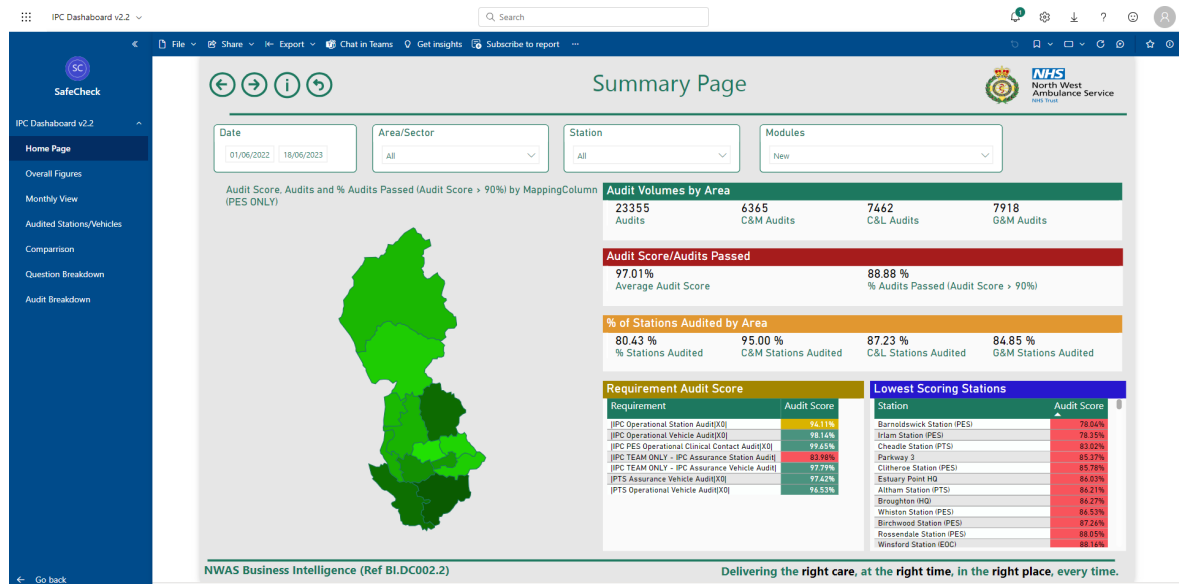 IPC Dashaboard v2.2
Search
1
File Share Export Chat in Teams Get insights Subscribe to report ...
SC
SafeCheck
IPC Dashaboard v2.2
Home Page
Overall Figures
Monthly View
Audited Stations/Vehicles
Comparrison
Question Breakdown
Audit Breakdown
Go back
Summary Page
NHS
North West
Ambulance Service
NHS Trust
Date
01/06/2022 18/06/2023
Area/Sector
All
Station
All
Modules
New
Audit Score, Audits and % Audits Passed (Audit Score > 90%) by MappingColumn
(PES ONLY)
Audit Volumes by Area
23355 6365 7462 7918
Audits C&M Audits C&L Audits G&M Audits
Audit Score/Audits Passed
97.01% 88.88 %
Average Audit Score % Audits Passed (Audit Score > 90%)
% of Stations Audited by Area
80.43 % 95.00 % 87.23 % 84.85 %
% Stations Audited C&M Stations Audited C&L Stations Audited G&M Stations Audited
Requirement Audit Score
Requirement Audit Score
|IPC Operational Station Audit|X0| 94.11%
|IPC Operational Vehicle Audit|X0| 98.14%
|IPC PES Operational Clinical Contact Audit|X0| 99.65%
|IPC TEAM ONLY - IPC Assurance Station Audit| 83.98%
|IPC TEAM ONLY - IPC Assurance Vehicle Audit| 97.79%
|PTS Assurance Vehicle Audit|X0| 97.42%
|PTS Operational Vehicle Audit|X0| 96.53%
Lowest Scoring Stations
Station Audit Score
Barnoldswick Station (PES) 78.04%
Irlam Station (PES) 78.35%
Cheadle Station (PTS) 83.02%
Parkway 3 85.37%
Clitheroe Station (PES) 85.78%
Estuary Point HQ 86.03%
Altham Station (PTS) 86.21%
Broughton (HQ) 86.27%
Whiston Station (PES) 86.53%
Birchwood Station (PES) 87.26%
Rossendale Station (PES) 88.05%
Winsford Station (EOC) 88.16%
NWAS Business Intelligence (Ref BI.DC002.2)
Delivering the right care, at the right time, in the right place, every time.